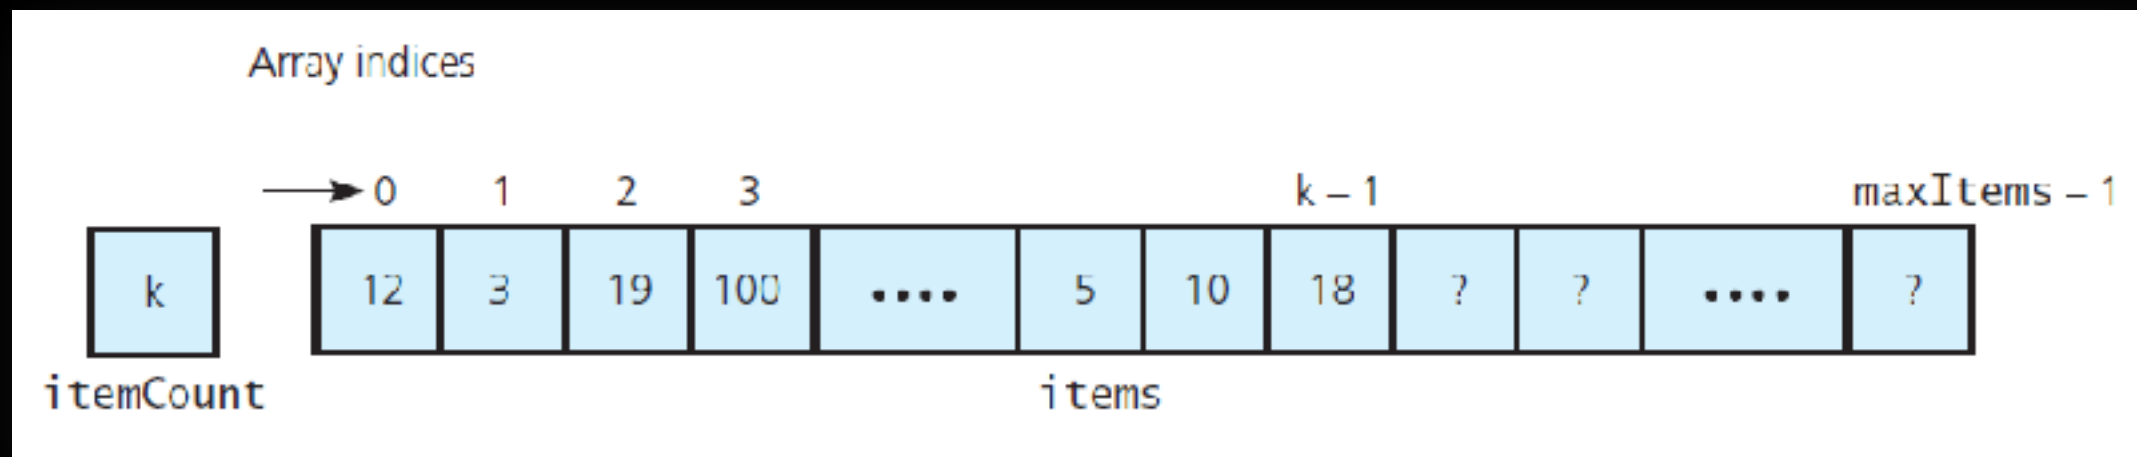 Array indices
0 1 2 3 k – 1 maxItems – 1
k 12 3 19 100 .... 5 10 18 ? ? .... ?
itemCount items